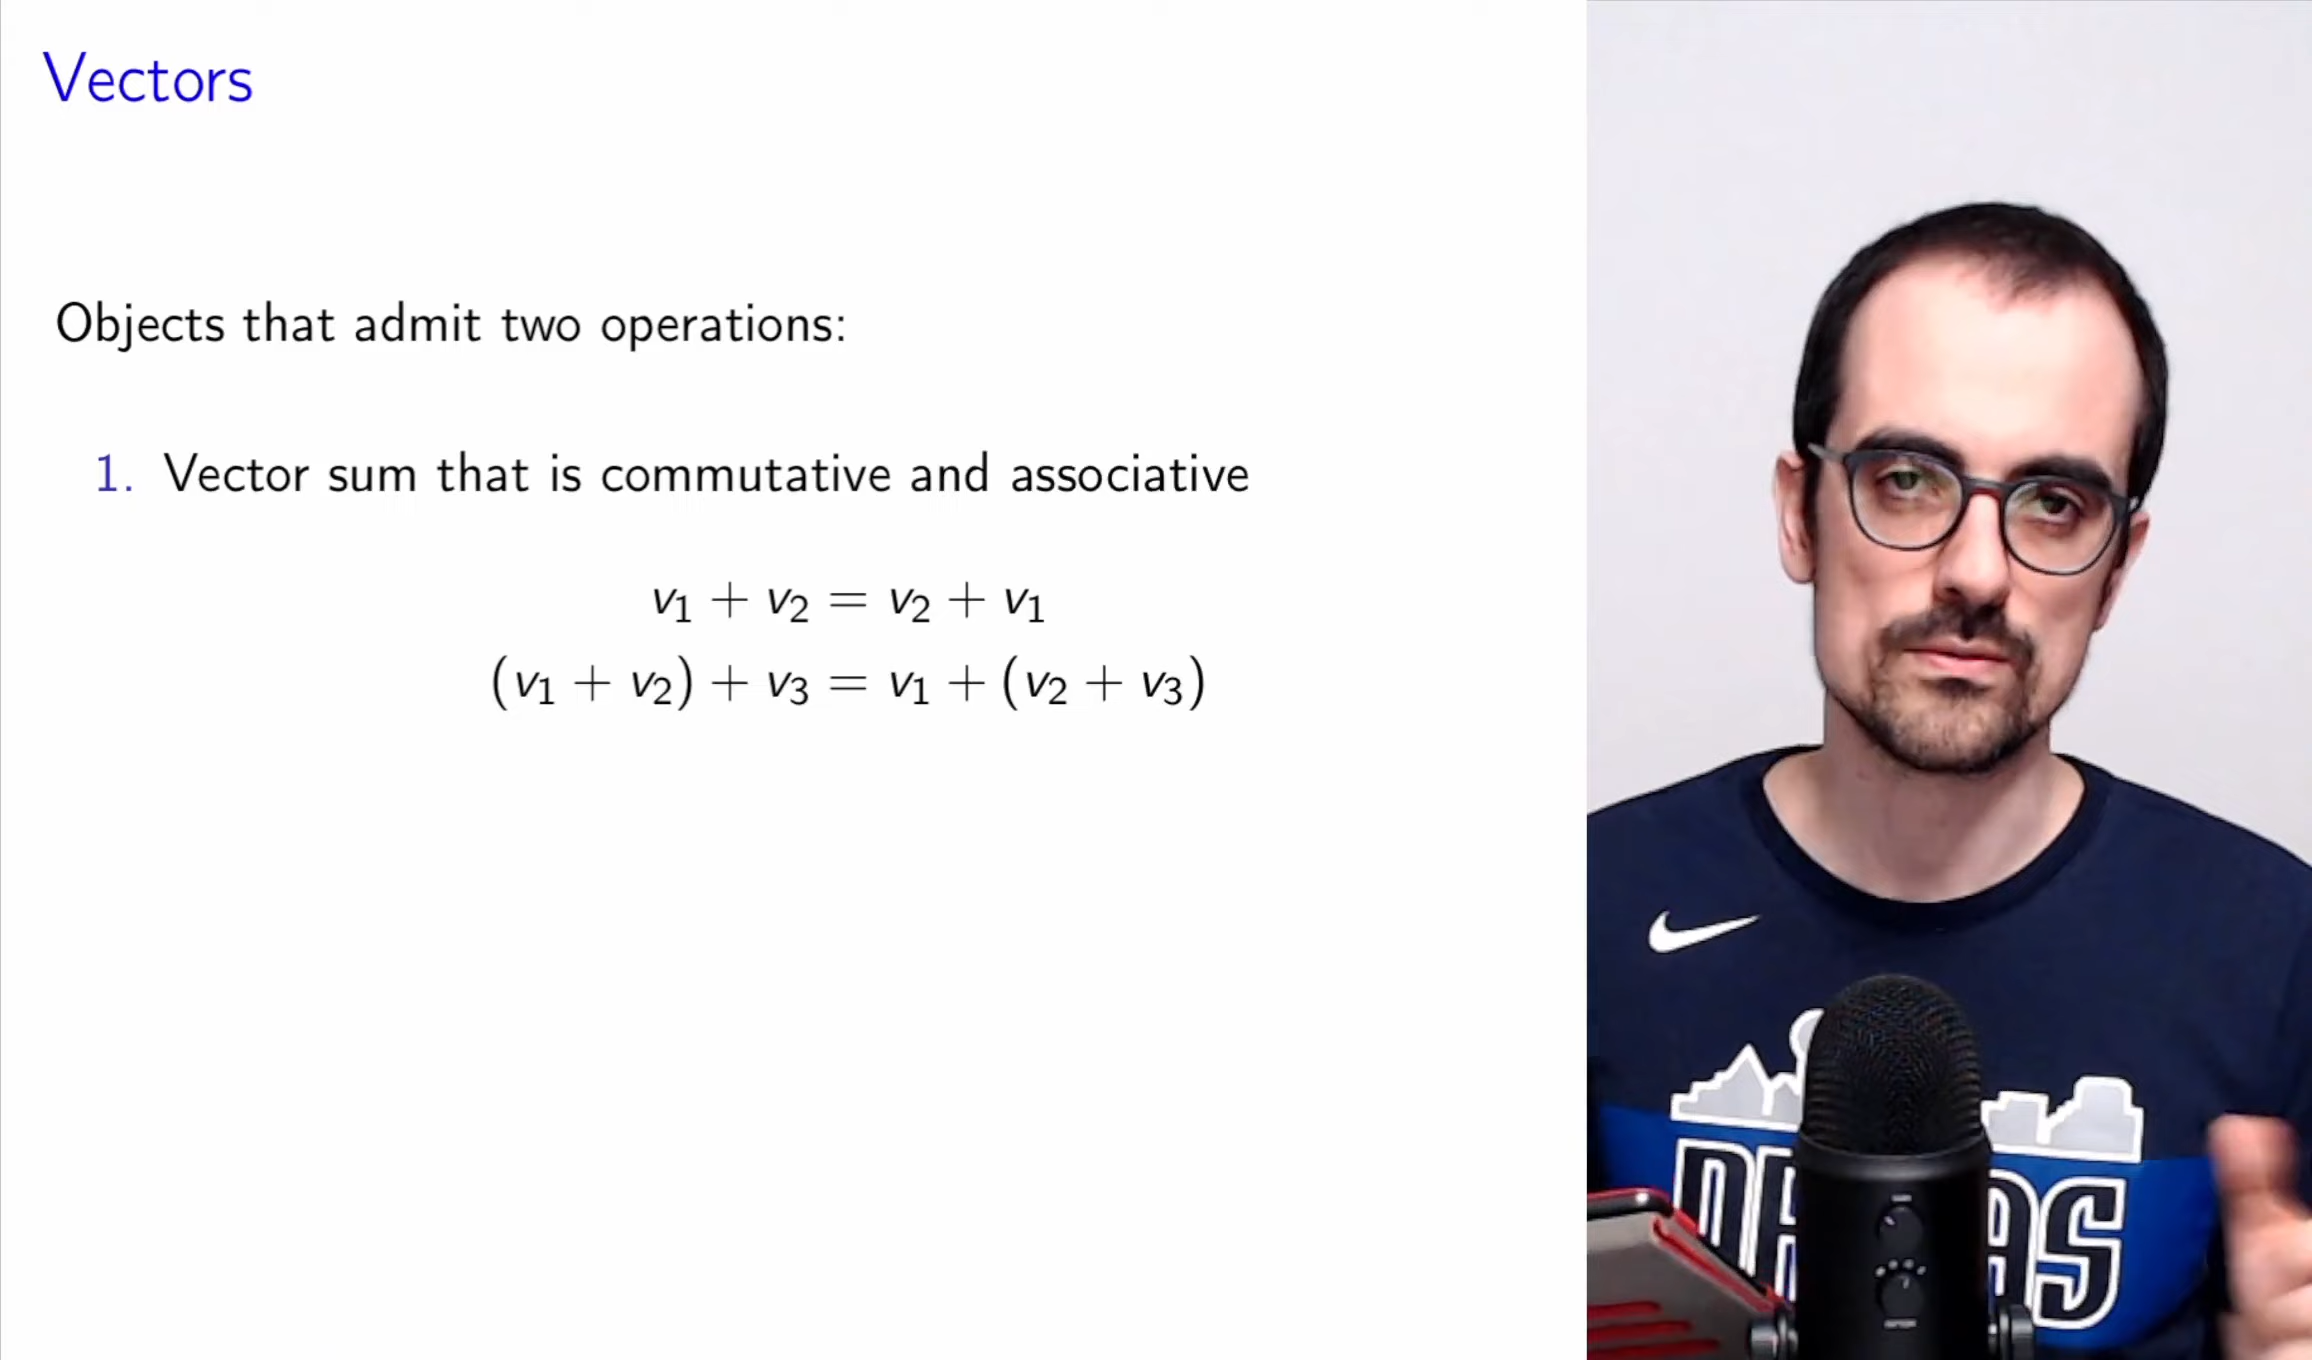 Vectors
Objects that admit two operations:
1. Vector sum that is commutative and associative
v₁ + v₂ = v₂ + v₁
(v₁ + v₂) + v₃ = v₁ + (v₂ + v₃)